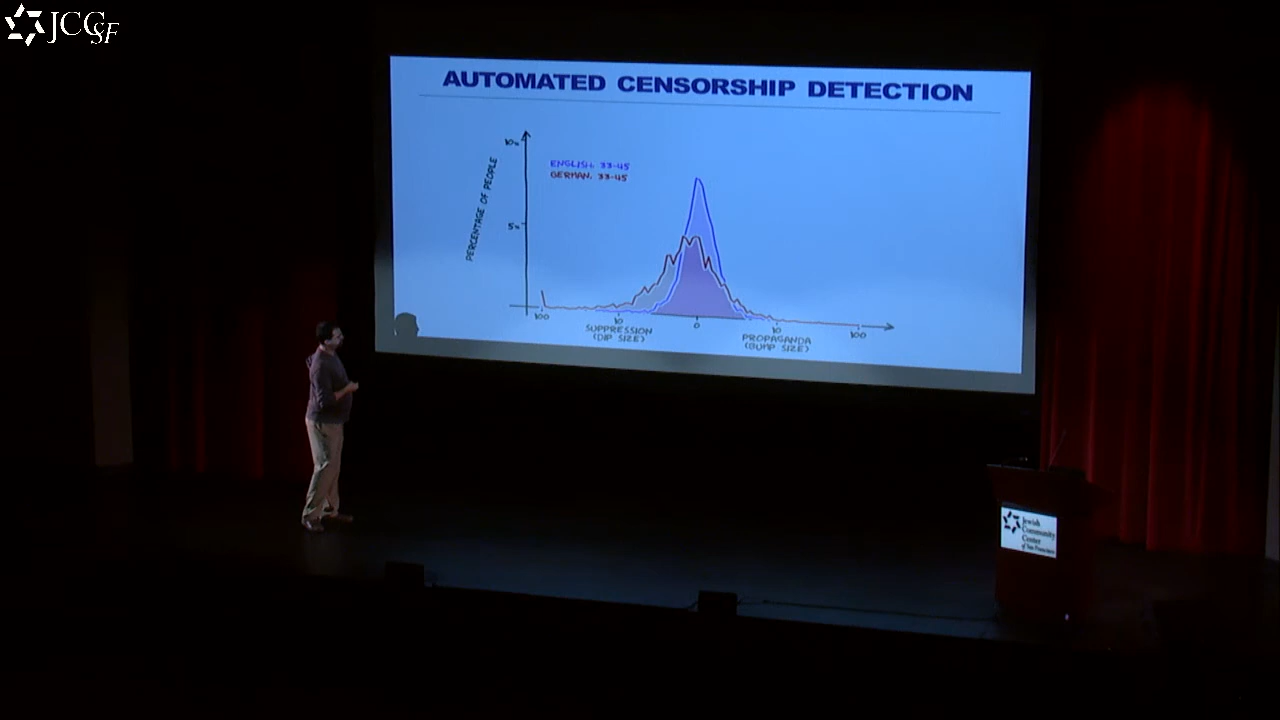 JCCSF
AUTOMATED CENSORSHIP DETECTION
10%
ENGLISH, 33-45
GERMAN, 33-45
PERCENTAGE OF PEOPLE
5%
100
10
0
10
100
SUPPRESSION
(DIP SIZE)
PROPAGANDA
(BUMP SIZE)
Jewish
Community
Center
of San Francisco